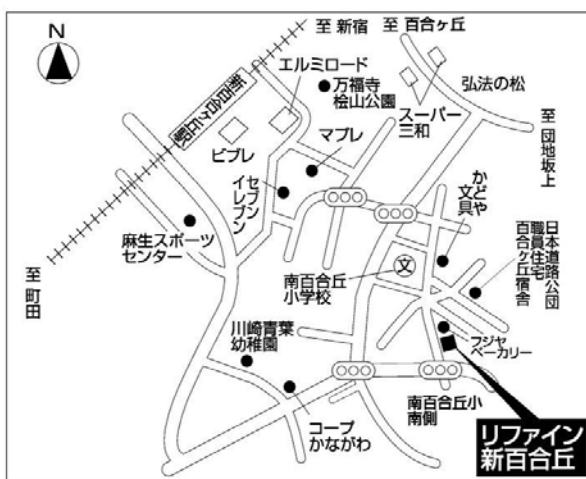 N
至 新宿
至 百合ヶ丘
エルミロード
万福寺
桧山公園
弘法の松
スーパー
三和
至 団地坂上
新百合ヶ丘駅
ビブレ
マプレ
セブン
イレブン
かどや
文具
日本道路公団
職員住宅
百合ヶ丘宿舎
麻生スポーツ
センター
南百合丘
小学校
文
至 町田
川崎青葉
幼稚園
フジヤ
ベーカリー
コープ
かながわ
南百合丘小
南側
リファイン
新百合丘